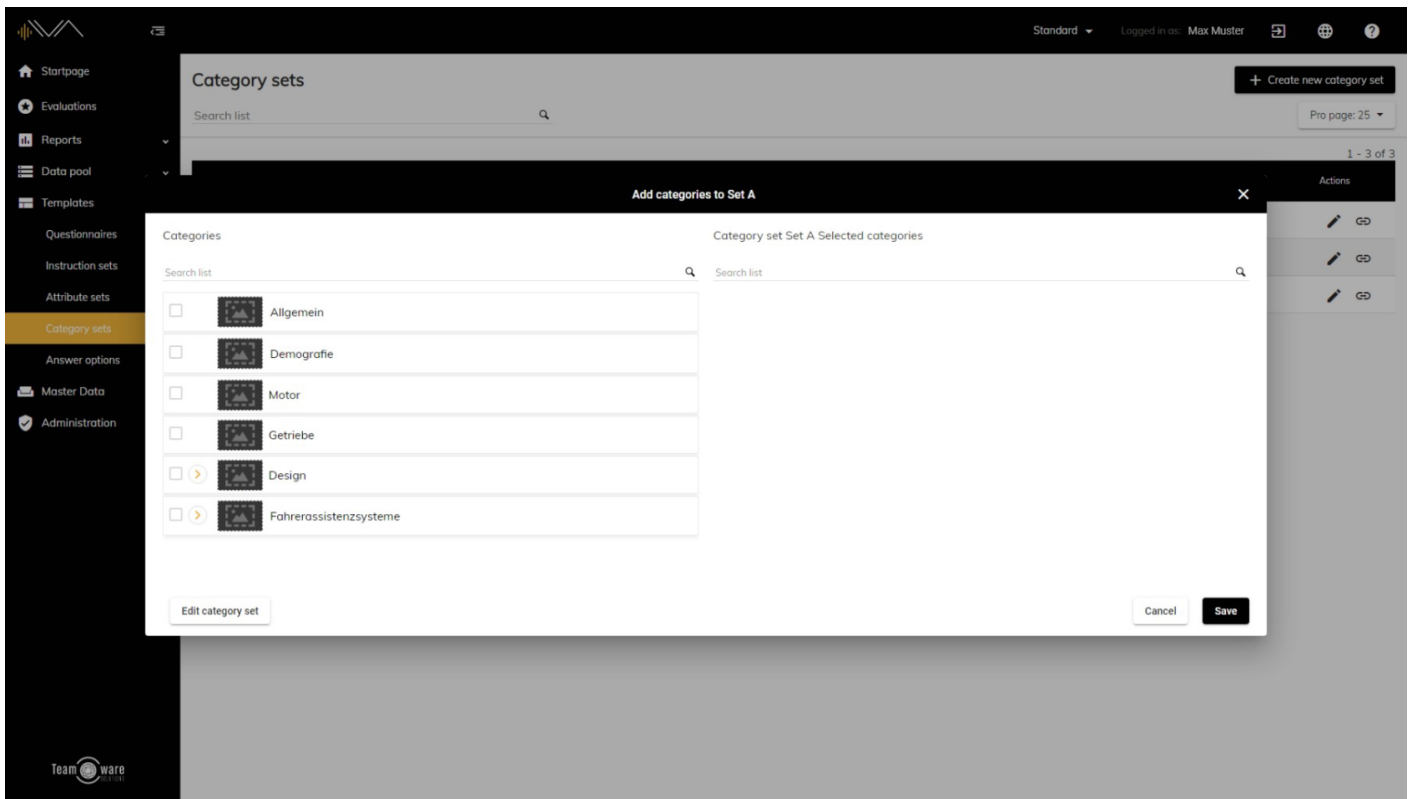 Standard Logged in as: Max Muster
Startpage
Evaluations
Reports
Data pool
Templates
Questionnaires
Instruction sets
Attribute sets
Category sets
Answer options
Master Data
Administration
Team ware
SOLUTIONS
Category sets
+ Create new category set
Search list
Pro page: 25
1 - 3 of 3
Actions
Add categories to Set A
Categories
Search list
Allgemein
Demografie
Motor
Getriebe
Design
Fahrerassistenzsysteme
Category set Set A Selected categories
Search list
Edit category set
Cancel
Save